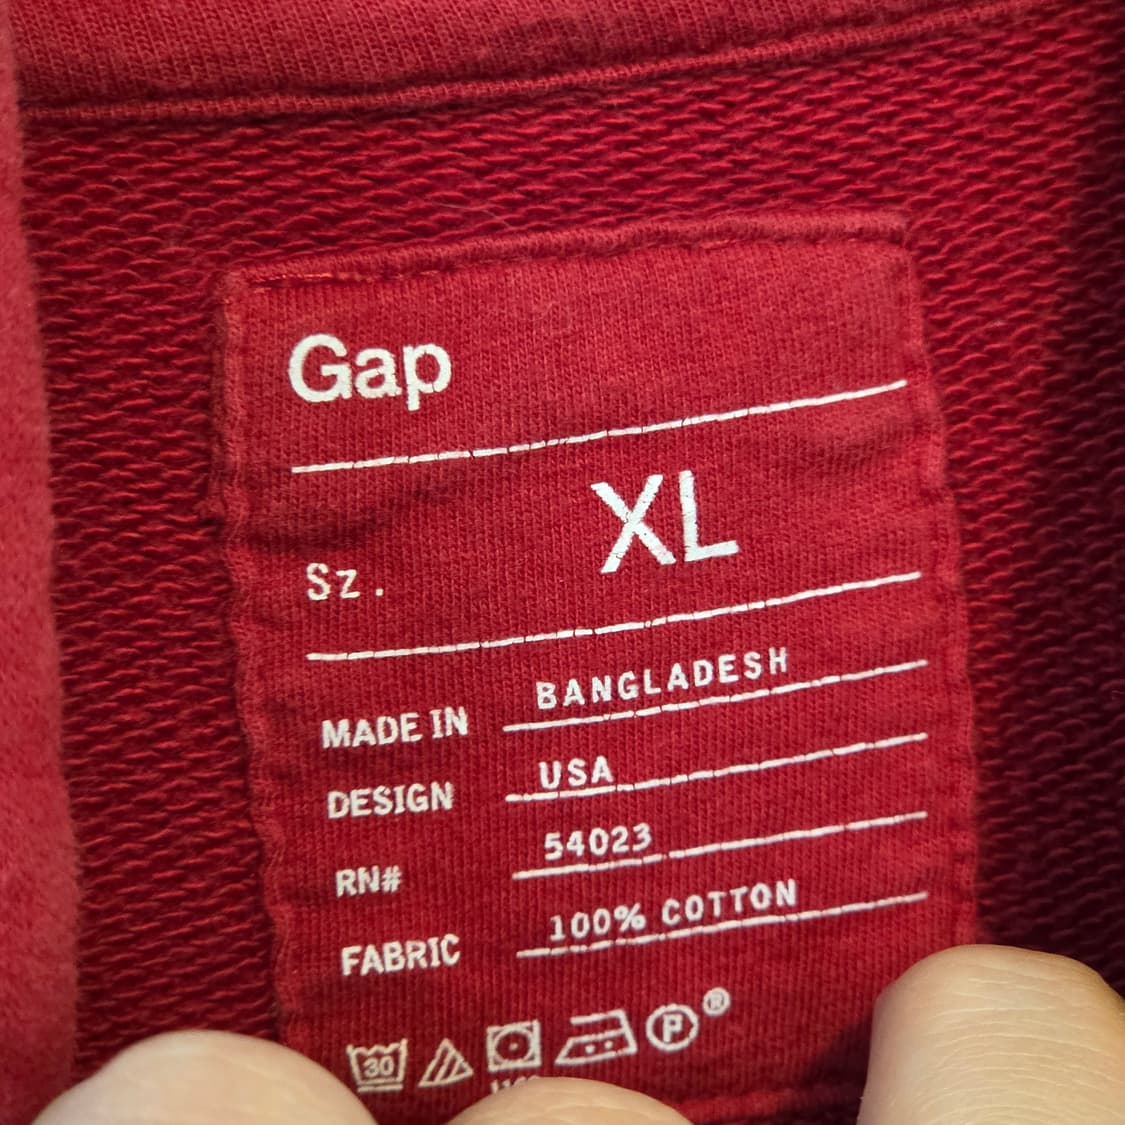 Gap
Sz. XL
MADE IN BANGLADESH
DESIGN USA
RN# 54023
FABRIC 100% COTTON
30 P ®